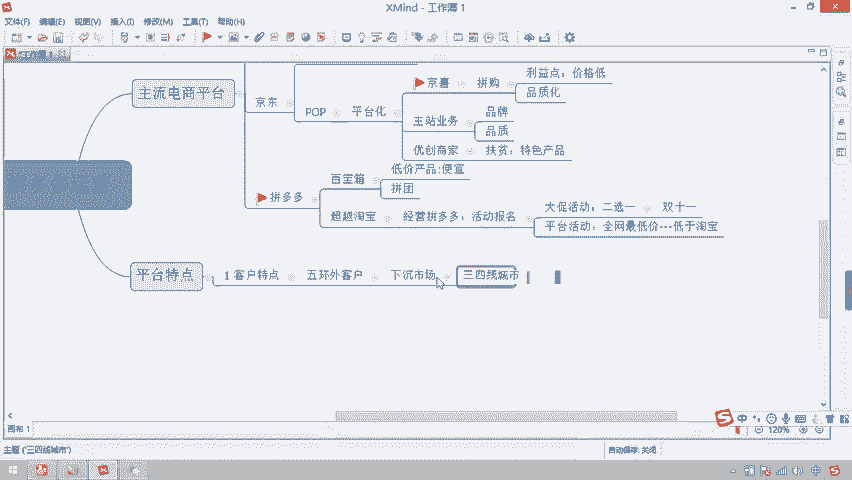 XMind - 工作簿 1
文件(F) 编辑(E) 视图(V) 插入(I) 修改(M) 工具(T) 帮助(H)
工作簿 1
主流电商平台
京东
POP
平台化
京喜
拼购
利益点：价格低
品质化
主站业务
品牌
品质
优创商家
扶贫：特色产品
拼多多
百宝箱
低价产品:便宜
拼团
超越淘宝
经营拼多多：活动报名
大促活动：二选一
双十一
平台活动：全网最低价---低于淘宝
平台特点
1 客户特点
五环外客户
下沉市场
三四线城市
画布 1
中
120%
主题 ('三四线城市')
自动保存: 关闭